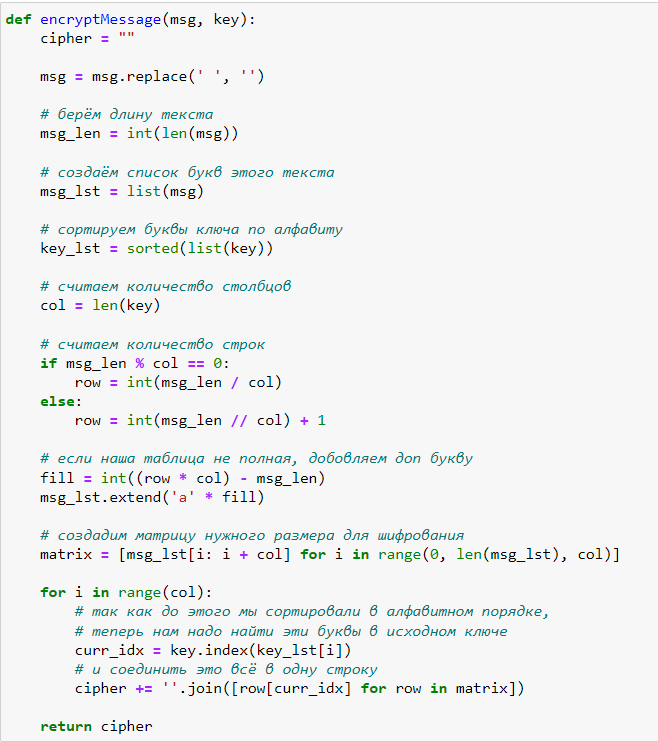 def encryptMessage(msg, key):
    cipher = ""

    msg = msg.replace(' ', '')

    # берём длину текста
    msg_len = int(len(msg))

    # создаём список букв этого текста
    msg_lst = list(msg)

    # сортируем буквы ключа по алфавиту
    key_lst = sorted(list(key))

    # считаем количество столбцов
    col = len(key)

    # считаем количество строк
    if msg_len % col == 0:
        row = int(msg_len / col)
    else:
        row = int(msg_len // col) + 1

    # если наша таблица не полная, добовляем доп букву
    fill = int((row * col) - msg_len)
    msg_lst.extend('a' * fill)

    # создадим матрицу нужного размера для шифрования
    matrix = [msg_lst[i: i + col] for i in range(0, len(msg_lst), col)]

    for i in range(col):
        # так как до этого мы сортировали в алфавитном порядке,
        # теперь нам надо найти эти буквы в исходном ключе
        curr_idx = key.index(key_lst[i])
        # и соединить это всё в одну строку
        cipher += ''.join([row[curr_idx] for row in matrix])

    return cipher